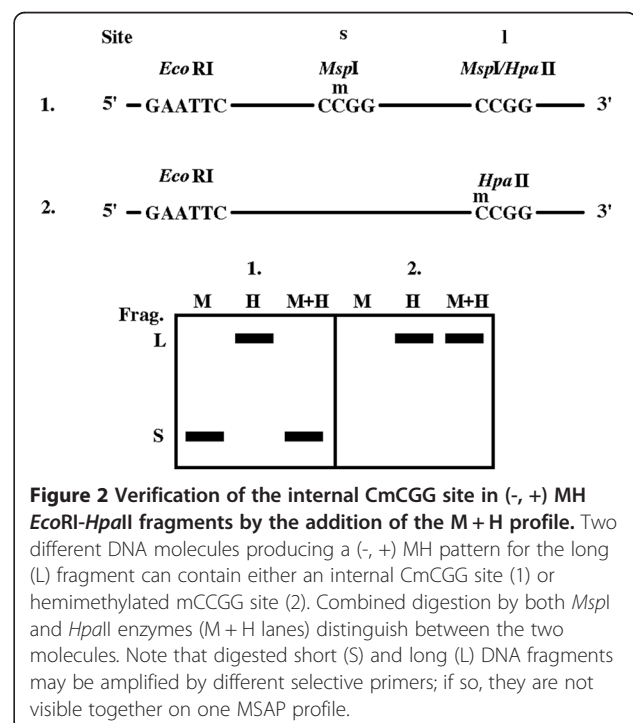 Site s l
EcoRI MspI MspI/HpaII
m
1. 5' GAATTC CCGG CCGG 3'
EcoRI HpaII
m
2. 5' GAATTC CCGG 3'
1. 2.
Frag. M H M+H M H M+H
L
S
Figure 2 Verification of the internal CmCGG site in (-, +) MH
EcoRI-HpaII fragments by the addition of the M + H profile. Two
different DNA molecules producing a (-, +) MH pattern for the long
(L) fragment can contain either an internal CmCGG site (1) or
hemimethylated mCCGG site (2). Combined digestion by both MspI
and HpaII enzymes (M + H lanes) distinguish between the two
molecules. Note that digested short (S) and long (L) DNA fragments
may be amplified by different selective primers; if so, they are not
visible together on one MSAP profile.